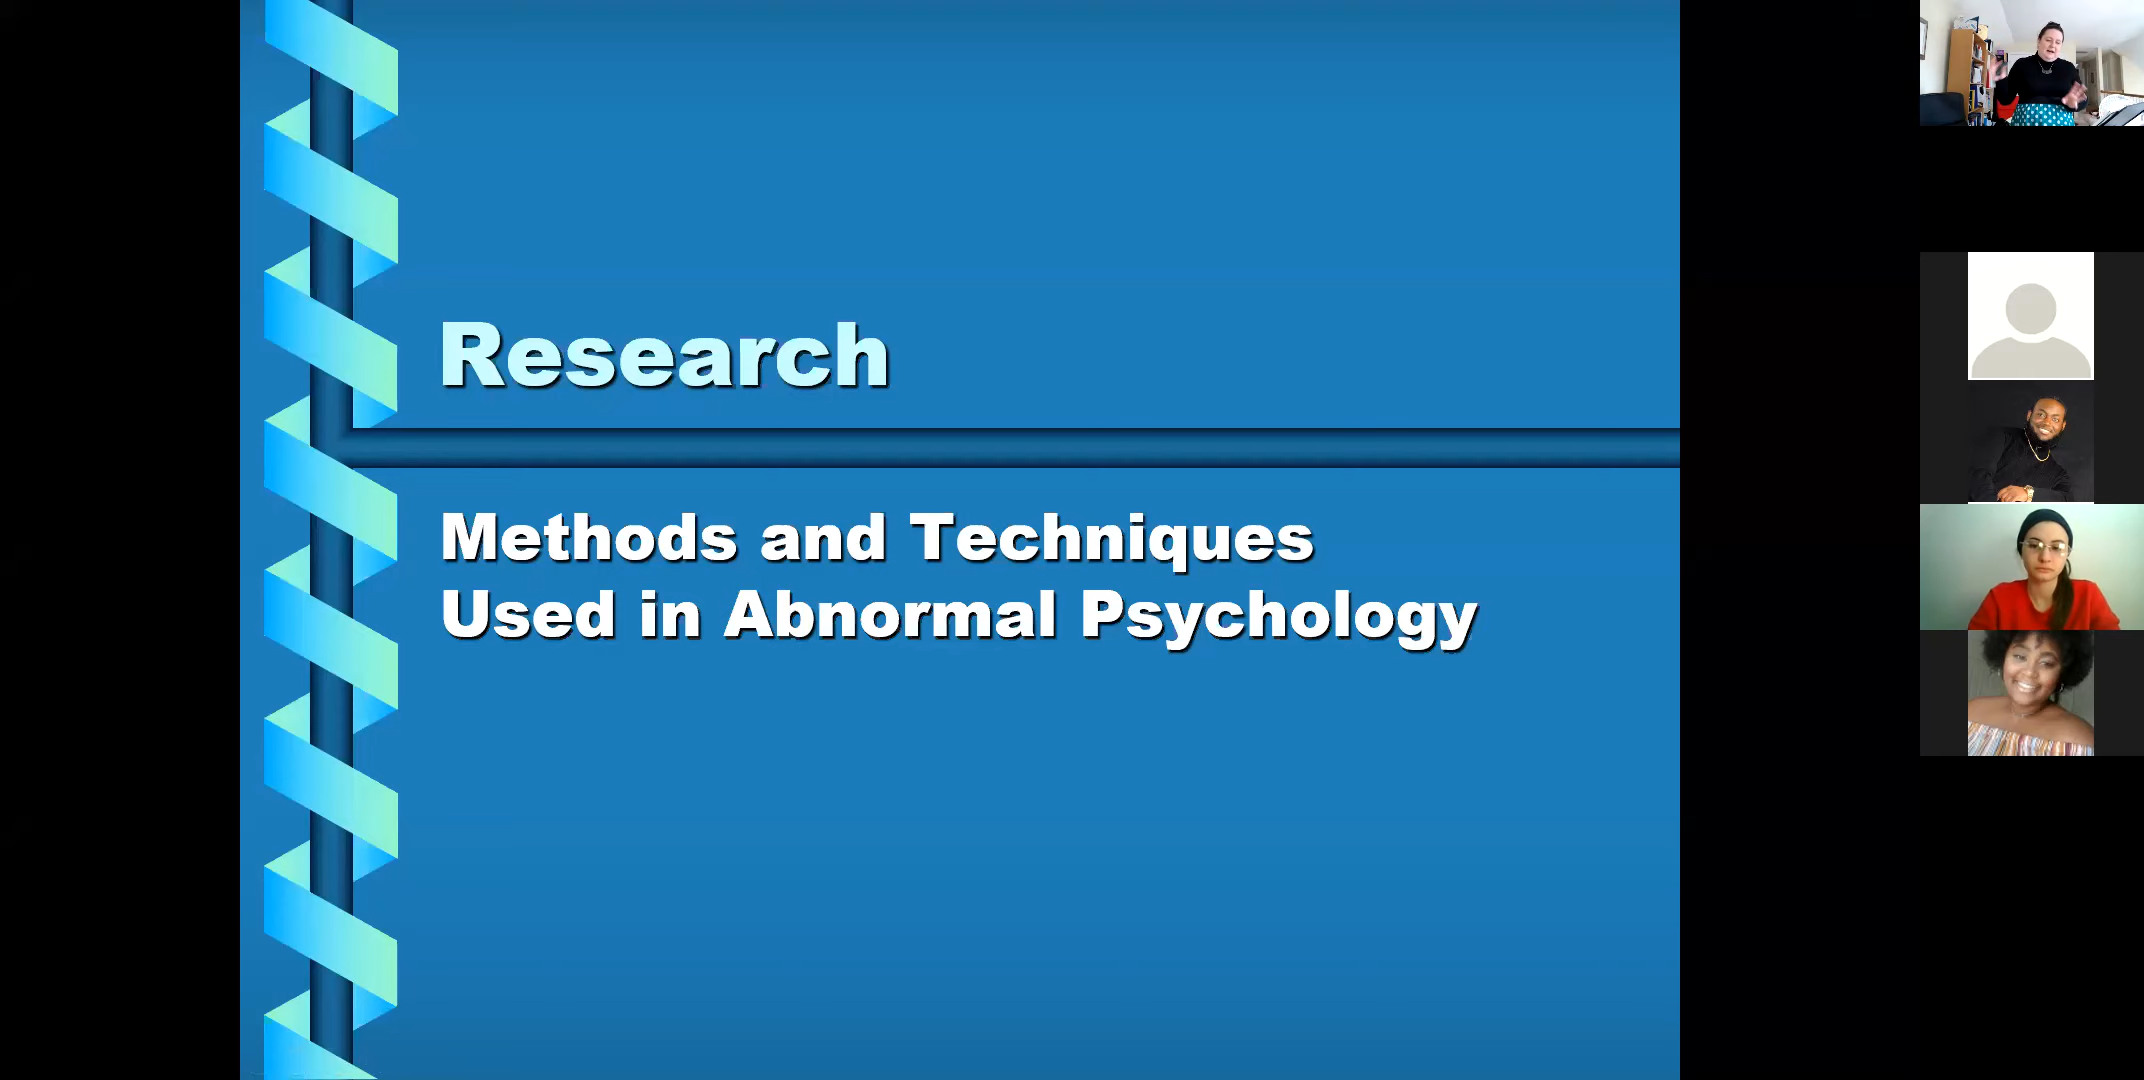 Research
Methods and Techniques
Used in Abnormal Psychology